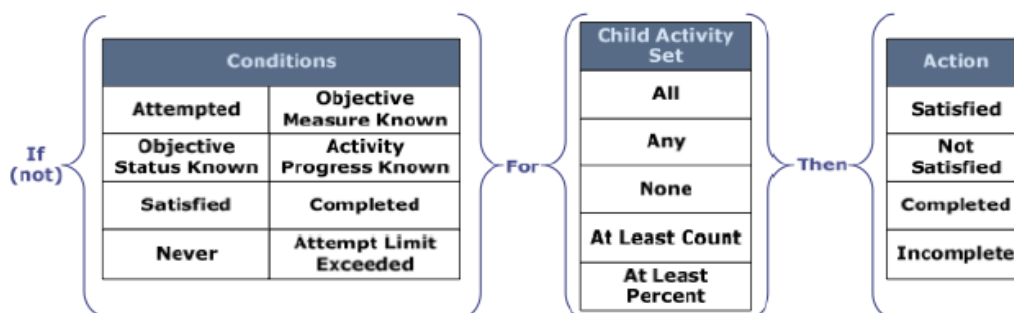 If
(not)
Conditions
Attempted
Objective
Measure Known
Objective
Status Known
Activity
Progress Known
Satisfied
Completed
Never
Attempt Limit
Exceeded
For
Child Activity
Set
All
Any
None
At Least Count
At Least
Percent
Then
Action
Satisfied
Not
Satisfied
Completed
Incomplete